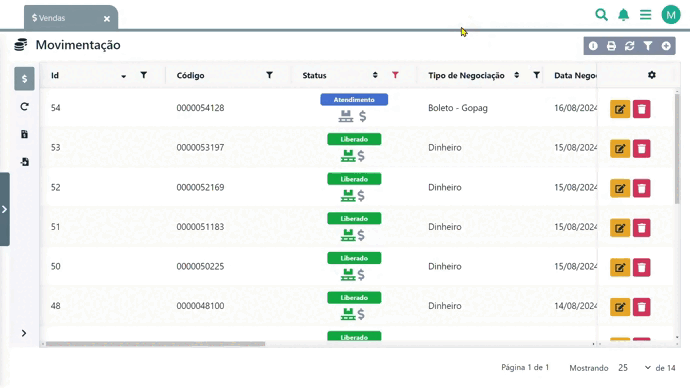 $ Vendas ×
M
Movimentação
Id Código Status Tipo de Negociação Data Nego
54 0000054128 Atendimento Boleto - Gopag 16/08/2024
53 0000053197 Liberado Dinheiro 15/08/2024
52 0000052169 Liberado Dinheiro 15/08/2024
51 0000051183 Liberado Dinheiro 15/08/2024
50 0000050225 Liberado Dinheiro 15/08/2024
48 0000048100 Liberado Dinheiro 14/08/2024
Liberado
Página 1 de 1 Mostrando 25 de 14